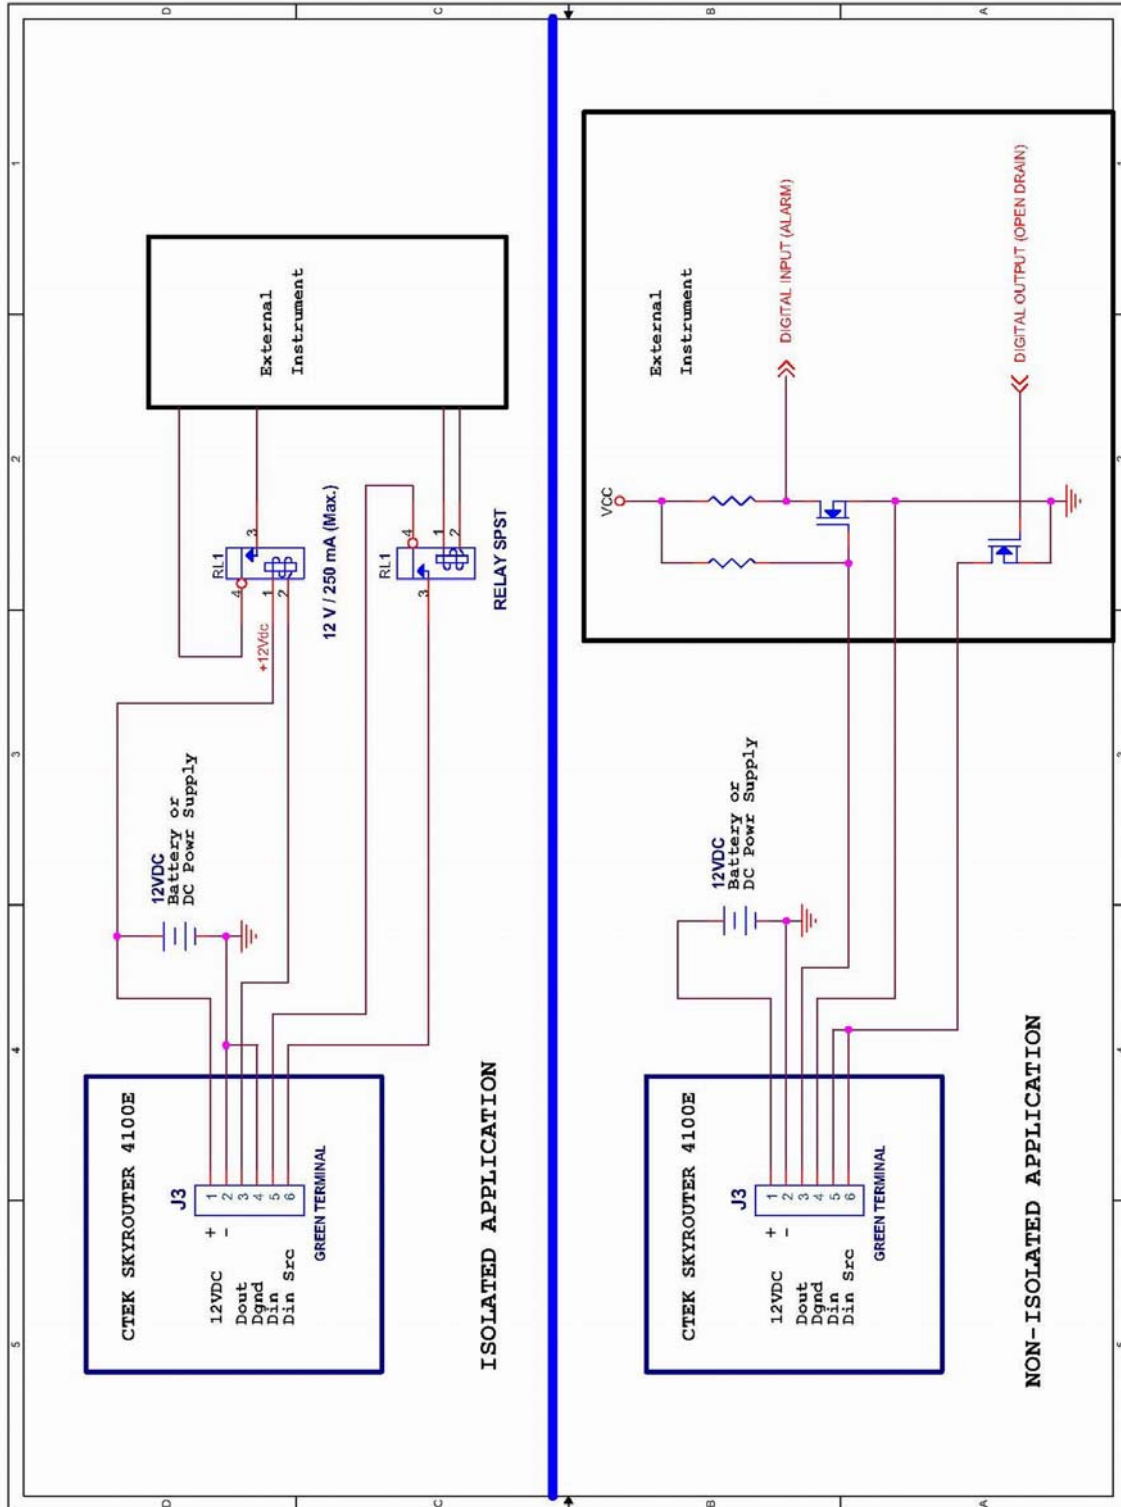 D
C
B
A
1
2
3
4
5
CTEK SKYROUTER 4100E
J3
12VDC
+
-
Dout
Dgnd
Din
Din Src
1
2
3
4
5
6
GREEN TERMINAL
12VDC
Battery or
DC Powr Supply
+12Vdc
RL1
4
1
2
3
12 V / 250 mA (Max.)
RL1
3
4
1
2
RELAY SPST
External
Instrument
ISOLATED APPLICATION
CTEK SKYROUTER 4100E
J3
12VDC
+
-
Dout
Dgnd
Din
Din Src
1
2
3
4
5
6
GREEN TERMINAL
12VDC
Battery or
DC Powr Supply
VCC
External
Instrument
DIGITAL INPUT (ALARM)
DIGITAL OUTPUT (OPEN DRAIN)
NON-ISOLATED APPLICATION
D
C
B
A